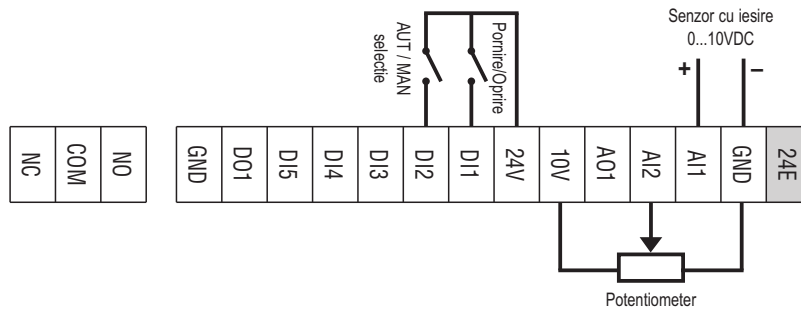 Senzor cu iesire
0...10VDC
+
–
AUT / MAN
selectie
Pornire/Oprire
NC
COM
NO
GND
DO1
DI5
DI4
DI3
DI2
DI1
24V
10V
AO1
AI2
AI1
GND
24E
Potentiometer